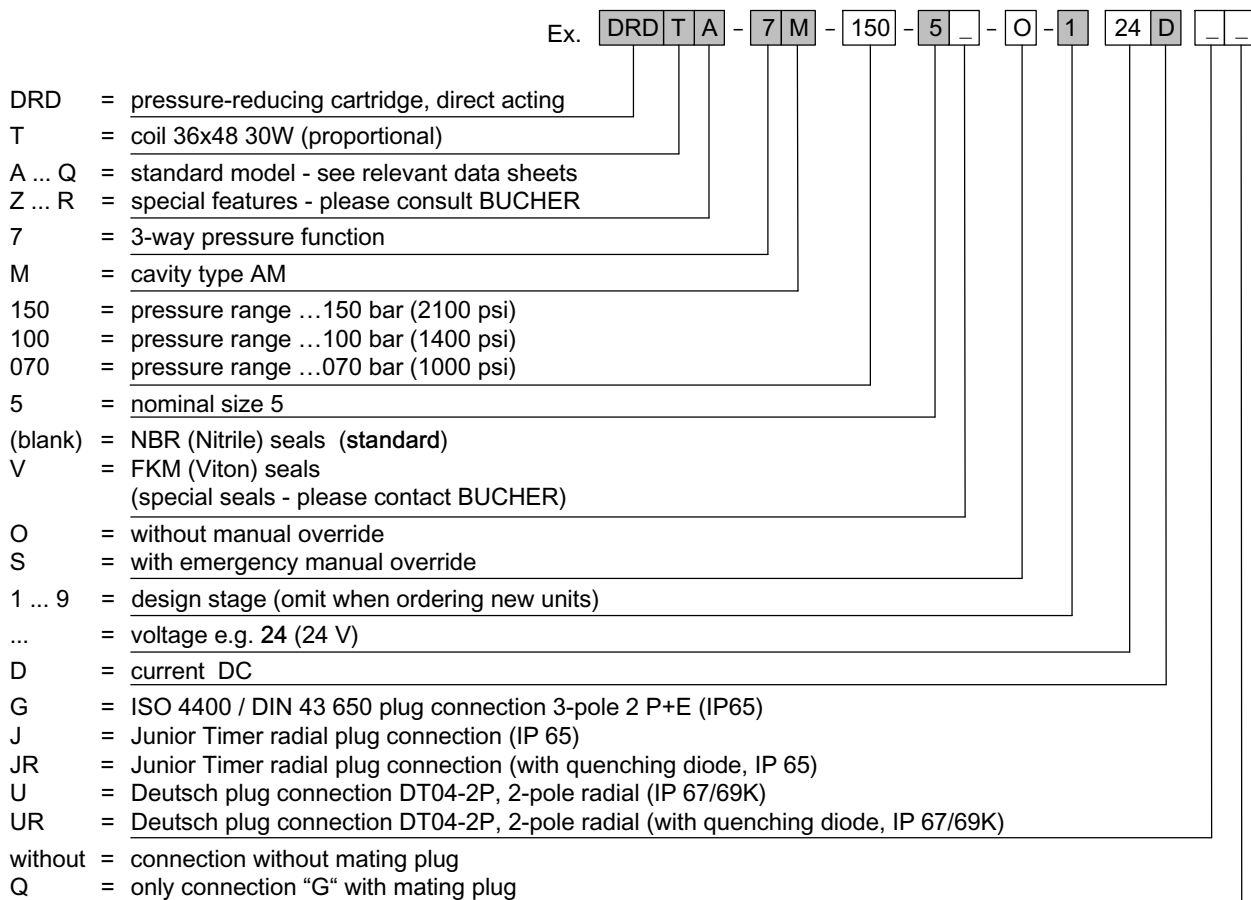 Ex. DRD T A - 7 M - 150 - 5 _ - O - 1 24 D _ _
DRD = pressure-reducing cartridge, direct acting
T = coil 36x48 30W (proportional)
A ... Q = standard model - see relevant data sheets
Z ... R = special features - please consult BUCHER
7 = 3-way pressure function
M = cavity type AM
150 = pressure range …150 bar (2100 psi)
100 = pressure range …100 bar (1400 psi)
070 = pressure range …070 bar (1000 psi)
5 = nominal size 5
(blank) = NBR (Nitrile) seals (standard)
V = FKM (Viton) seals
(special seals - please contact BUCHER)
O = without manual override
S = with emergency manual override
1 ... 9 = design stage (omit when ordering new units)
... = voltage e.g. 24 (24 V)
D = current DC
G = ISO 4400 / DIN 43 650 plug connection 3-pole 2 P+E (IP65)
J = Junior Timer radial plug connection (IP 65)
JR = Junior Timer radial plug connection (with quenching diode, IP 65)
U = Deutsch plug connection DT04-2P, 2-pole radial (IP 67/69K)
UR = Deutsch plug connection DT04-2P, 2-pole radial (with quenching diode, IP 67/69K)
without = connection without mating plug
Q = only connection “G“ with mating plug